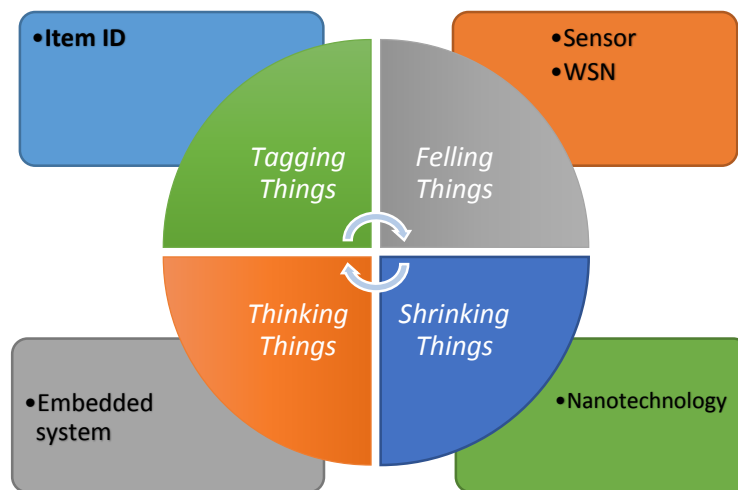 •Item ID
•Sensor
•WSN
Tagging
Things
Felling
Things
Thinking
Things
Shrinking
Things
•Embedded
system
•Nanotechnology